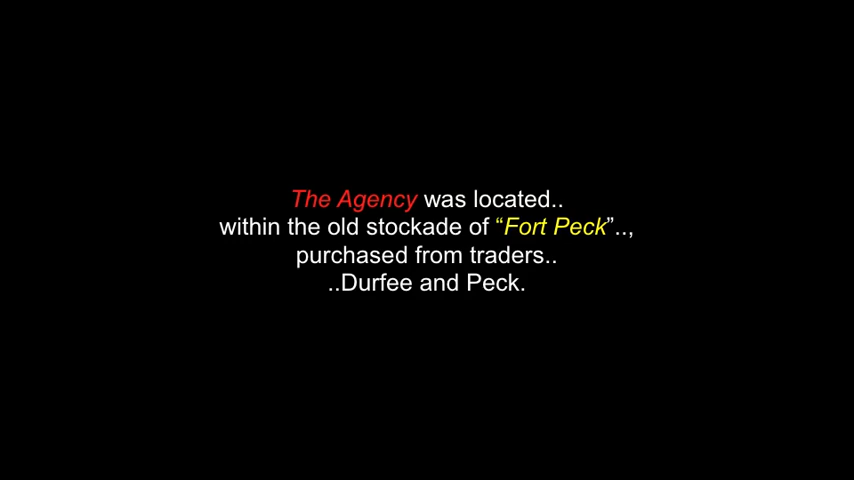 The Agency was located..
within the old stockade of “Fort Peck”..,
purchased from traders..
..Durfee and Peck.